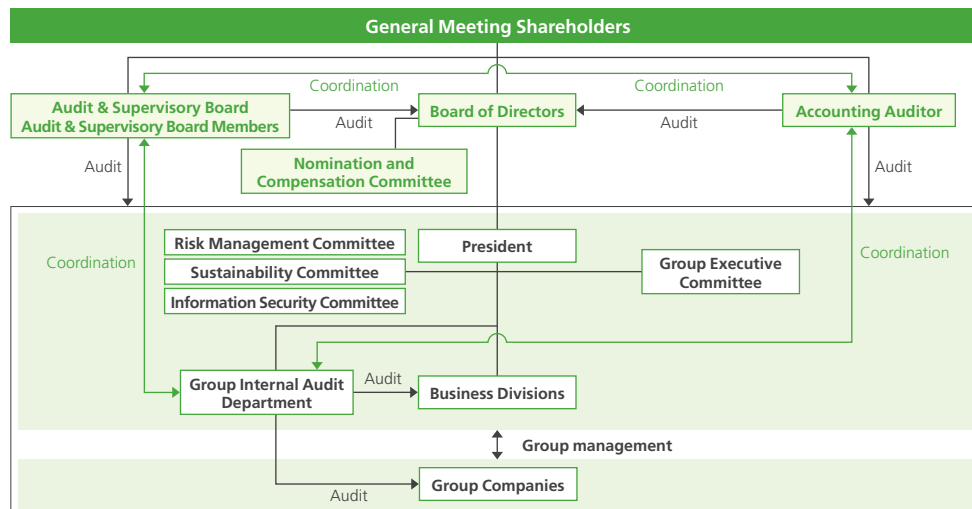 General Meeting Shareholders
Coordination
Coordination
Audit & Supervisory Board
Audit & Supervisory Board Members
Audit
Board of Directors
Audit
Accounting Auditor
Audit
Nomination and
Compensation Committee
Audit
Coordination
Risk Management Committee
President
Coordination
Sustainability Committee
Group Executive
Committee
Information Security Committee
Group Internal Audit
Department
Audit
Business Divisions
Group management
Group Companies
Audit